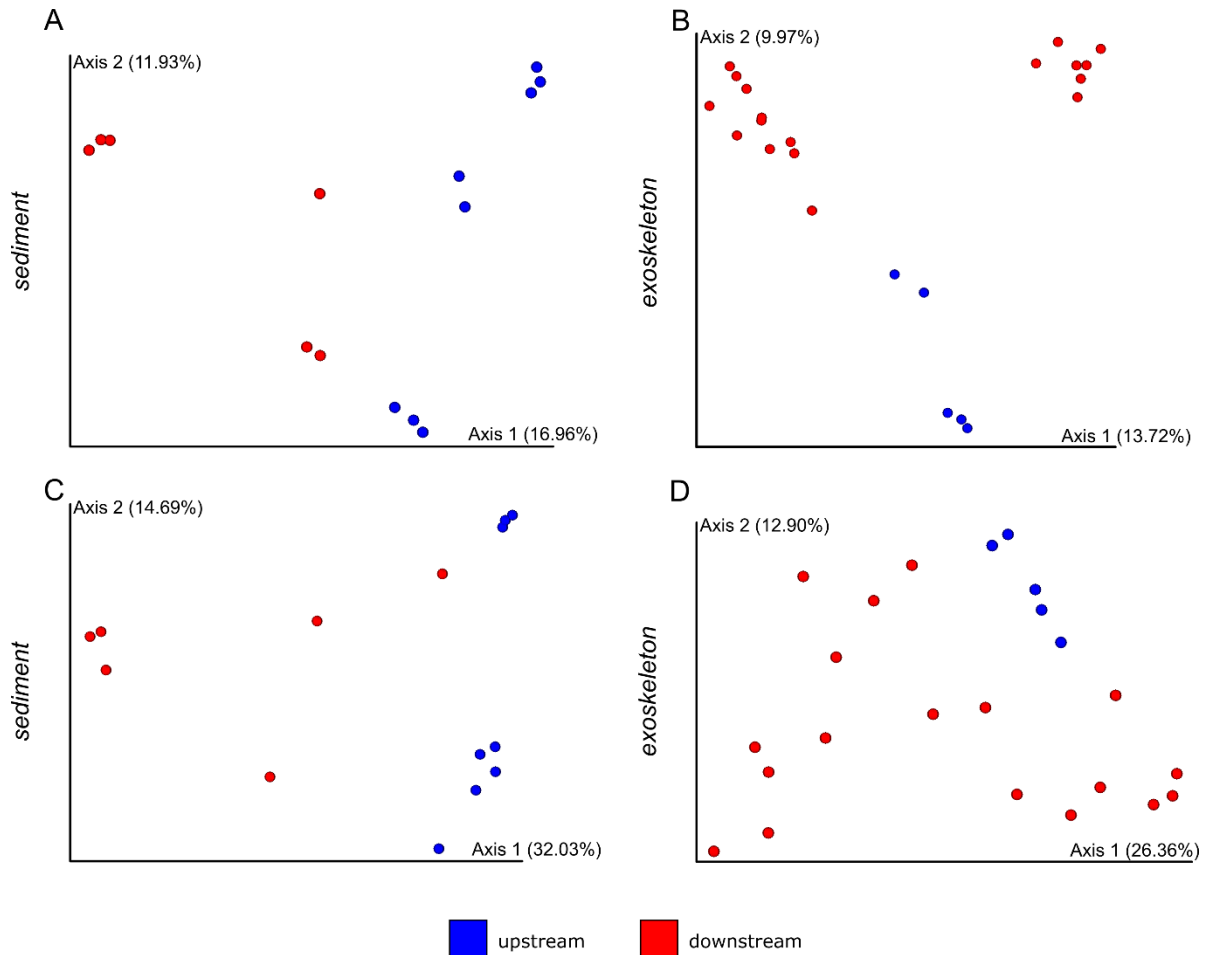 A
Axis 2 (11.93%)
sediment
Axis 1 (16.96%)
B
Axis 2 (9.97%)
exoskeleton
Axis 1 (13.72%)
C
Axis 2 (14.69%)
sediment
Axis 1 (32.03%)
D
Axis 2 (12.90%)
exoskeleton
Axis 1 (26.36%)
upstream
downstream